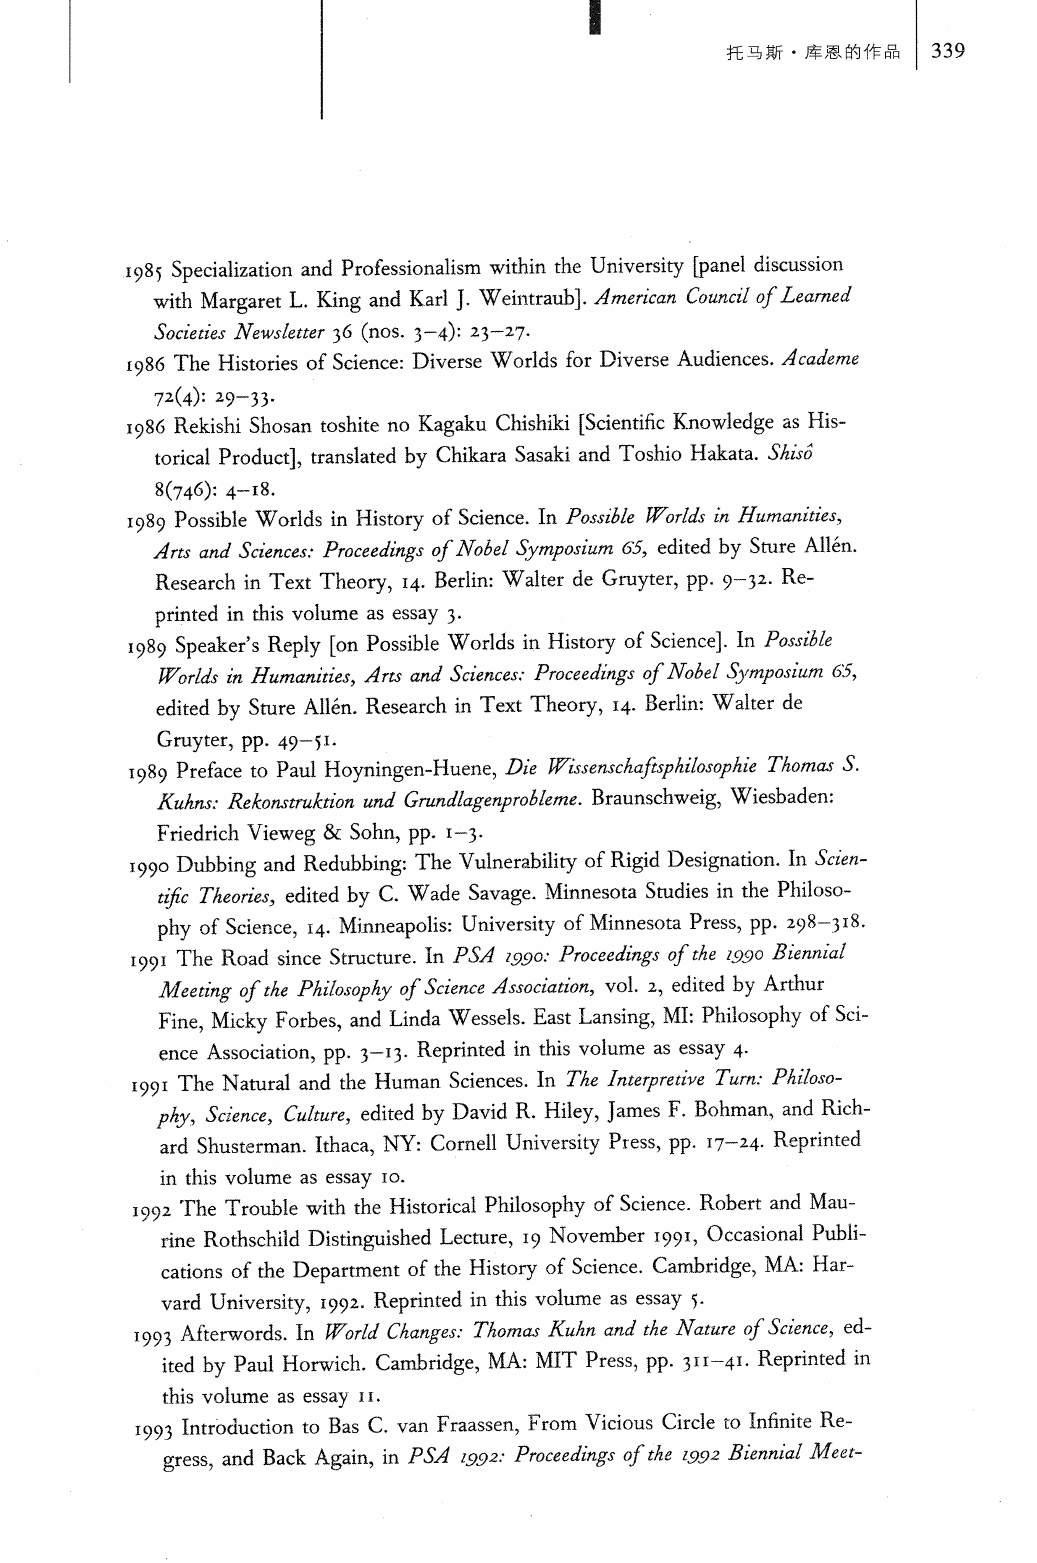 托马斯·库恩的作品 339
1985 Specialization and Professionalism within the University [panel discussion
with Margaret L. King and Karl J. Weintraub]. American Council of Learned
Societies Newsletter 36 (nos. 3–4): 23–27.
1986 The Histories of Science: Diverse Worlds for Diverse Audiences. Academe
72(4): 29–33.
1986 Rekishi Shosan toshite no Kagaku Chishiki [Scientific Knowledge as His-
torical Product], translated by Chikara Sasaki and Toshio Hakata. Shisô
8(746): 4–18.
1989 Possible Worlds in History of Science. In Possible Worlds in Humanities,
Arts and Sciences: Proceedings of Nobel Symposium 65, edited by Sture Allén.
Research in Text Theory, 14. Berlin: Walter de Gruyter, pp. 9–32. Re-
printed in this volume as essay 3.
1989 Speaker's Reply [on Possible Worlds in History of Science]. In Possible
Worlds in Humanities, Arts and Sciences: Proceedings of Nobel Symposium 65,
edited by Sture Allén. Research in Text Theory, 14. Berlin: Walter de
Gruyter, pp. 49–51.
1989 Preface to Paul Hoyningen-Huene, Die Wissenschaftsphilosophie Thomas S.
Kuhns: Rekonstruktion und Grundlagenprobleme. Braunschweig, Wiesbaden:
Friedrich Vieweg & Sohn, pp. 1–3.
1990 Dubbing and Redubbing: The Vulnerability of Rigid Designation. In Scien-
tific Theories, edited by C. Wade Savage. Minnesota Studies in the Philoso-
phy of Science, 14. Minneapolis: University of Minnesota Press, pp. 298–318.
1991 The Road since Structure. In PSA 1990: Proceedings of the 1990 Biennial
Meeting of the Philosophy of Science Association, vol. 2, edited by Arthur
Fine, Micky Forbes, and Linda Wessels. East Lansing, MI: Philosophy of Sci-
ence Association, pp. 3–13. Reprinted in this volume as essay 4.
1991 The Natural and the Human Sciences. In The Interpretive Turn: Philoso-
phy, Science, Culture, edited by David R. Hiley, James F. Bohman, and Rich-
ard Shusterman. Ithaca, NY: Cornell University Press, pp. 17–24. Reprinted
in this volume as essay 10.
1992 The Trouble with the Historical Philosophy of Science. Robert and Mau-
rine Rothschild Distinguished Lecture, 19 November 1991, Occasional Publi-
cations of the Department of the History of Science. Cambridge, MA: Har-
vard University, 1992. Reprinted in this volume as essay 5.
1993 Afterwords. In World Changes: Thomas Kuhn and the Nature of Science, ed-
ited by Paul Horwich. Cambridge, MA: MIT Press, pp. 311–41. Reprinted in
this volume as essay 11.
1993 Introduction to Bas C. van Fraassen, From Vicious Circle to Infinite Re-
gress, and Back Again, in PSA 1992: Proceedings of the 1992 Biennial Meet-